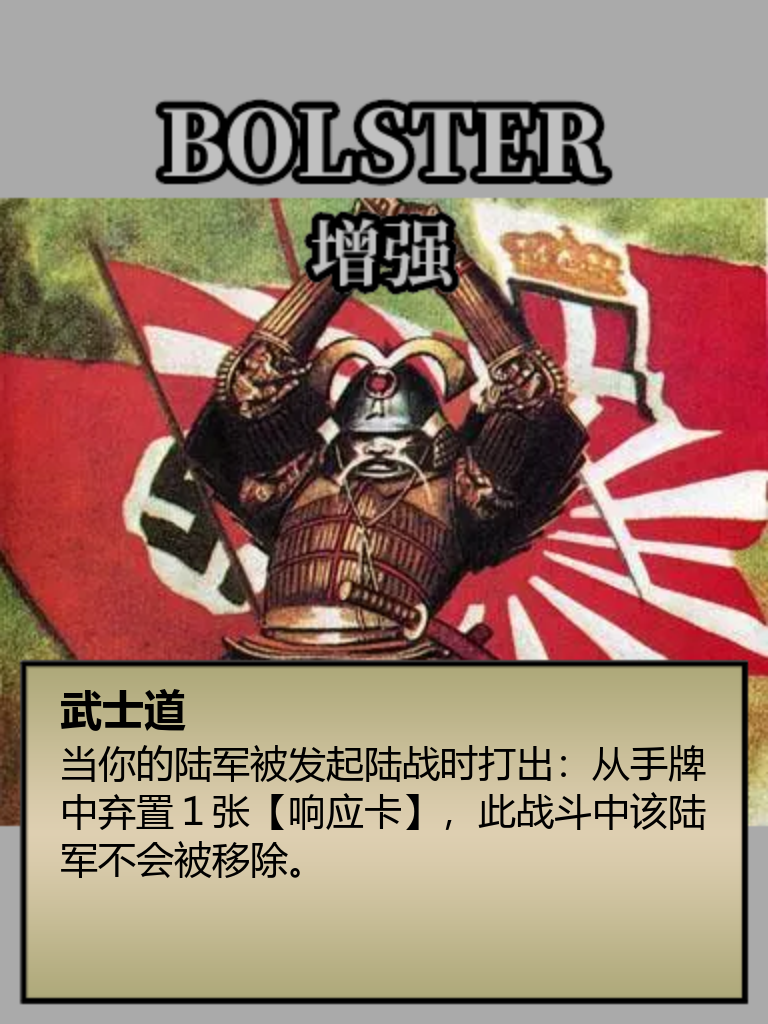 BOLSTER
增强
武士道
当你的陆军被发起陆战时打出：从手牌
中弃置１张【响应卡】，此战斗中该陆
军不会被移除。